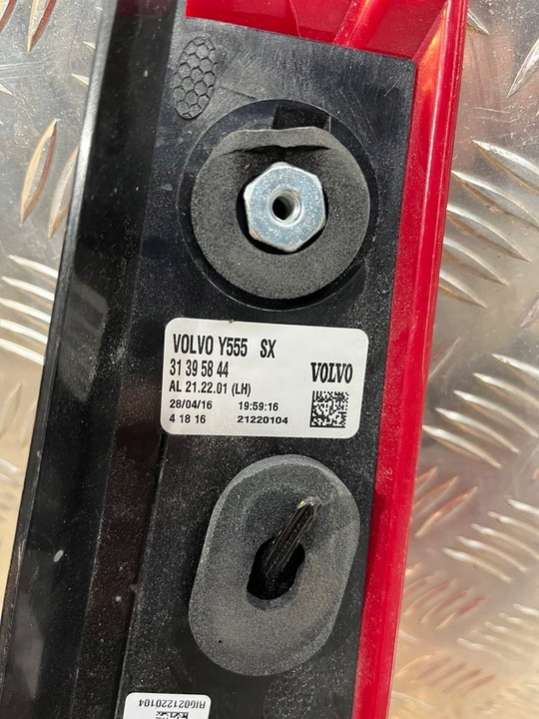 VOLVO Y555 SX
31 39 58 44
VOLVO
AL 21.22.01 (LH)
28/04/16 19:59:16
4 18 16 21220104
RIG021220104